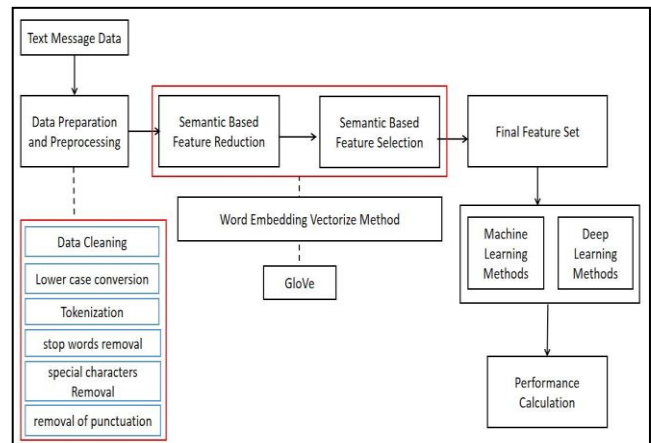 Text Message Data
Data Preparation
and Preprocessing
Semantic Based
Feature Reduction
Semantic Based
Feature Selection
Final Feature Set
Word Embedding Vectorize Method
GloVe
Data Cleaning
Lower case conversion
Tokenization
stop words removal
special characters
Removal
removal of punctuation
Machine
Learning
Methods
Deep
Learning
Methods
Performance
Calculation